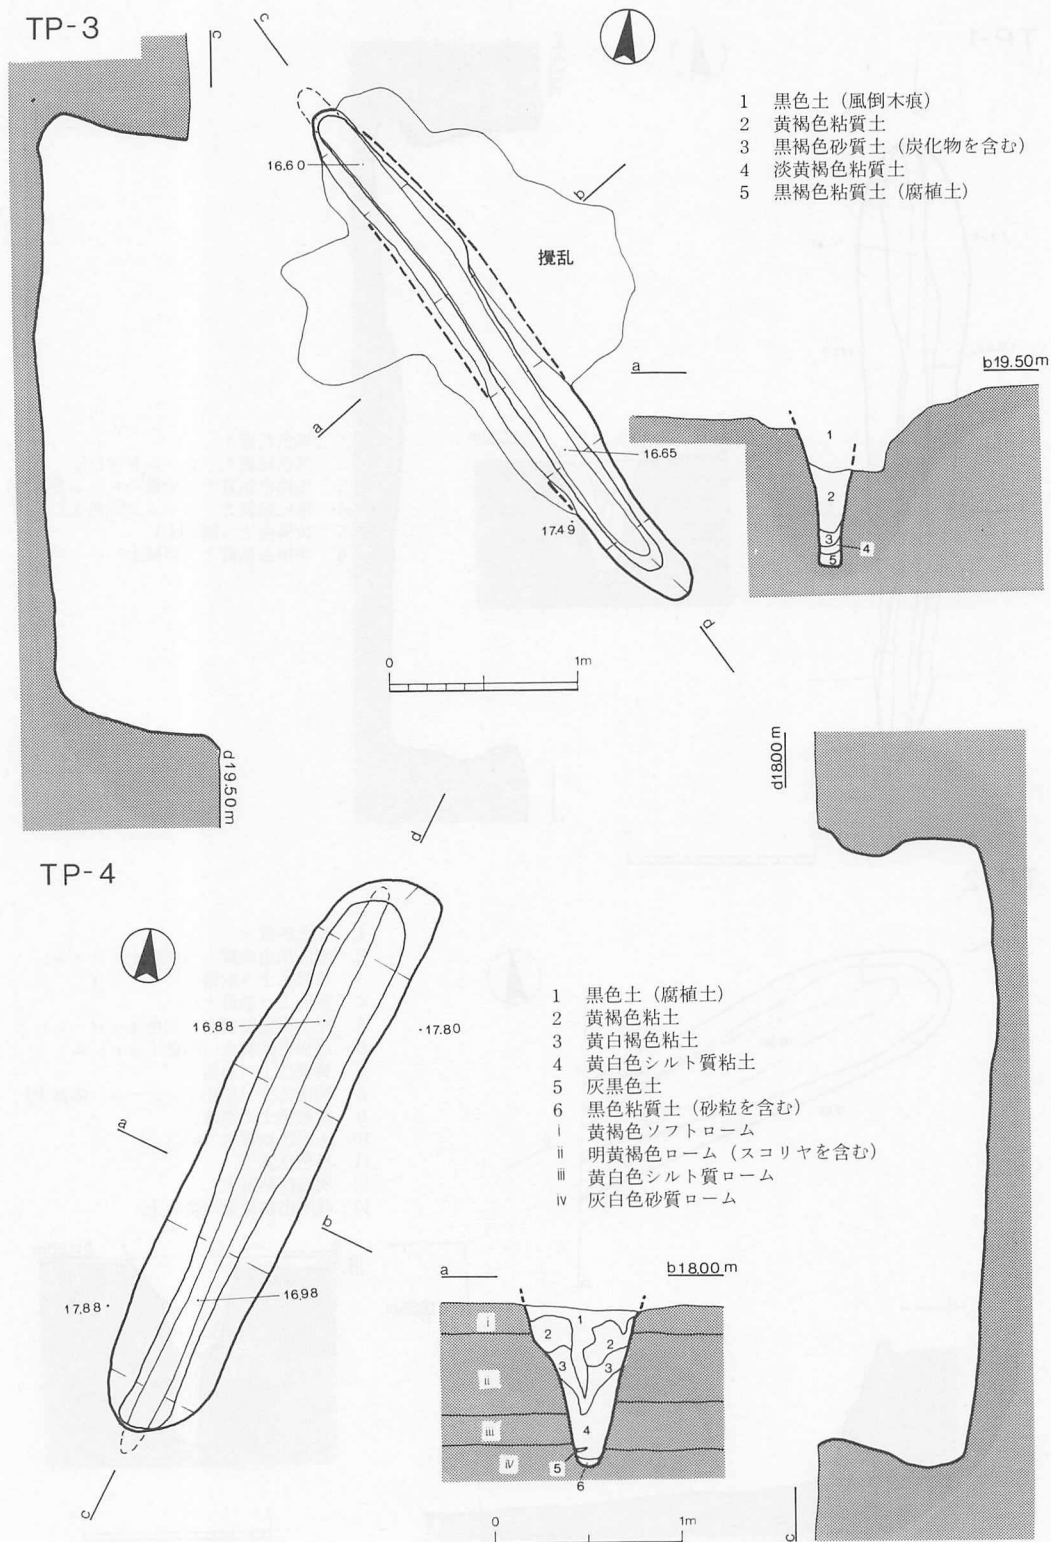 TP-3
c
c
1 黒色土（風倒木痕）
2 黄褐色粘質土
3 黒褐色砂質土（炭化物を含む）
4 淡黄褐色粘質土
5 黒褐色粘質土（腐植土）
16.60
b
攪乱
a
b19.50m
a
1
16.65
2
17.49
3
4
5
d
0 1m
d19.50m
d18.00m
d
TP-4
1 黒色土（腐植土）
2 黄褐色粘土
3 黄白褐色粘土
4 黄白色シルト質粘土
5 灰黒色土
6 黒色粘質土（砂粒を含む）
i 黄褐色ソフトローム
ii 明黄褐色ローム（スコリヤを含む）
iii 黄白色シルト質ローム
iv 灰白色砂質ローム
16.88
17.80
a
b
16.98
17.88
a
b18.00m
i
1
2
2
3
3
ii
4
iii
iv
5
6
c
0 1m
c